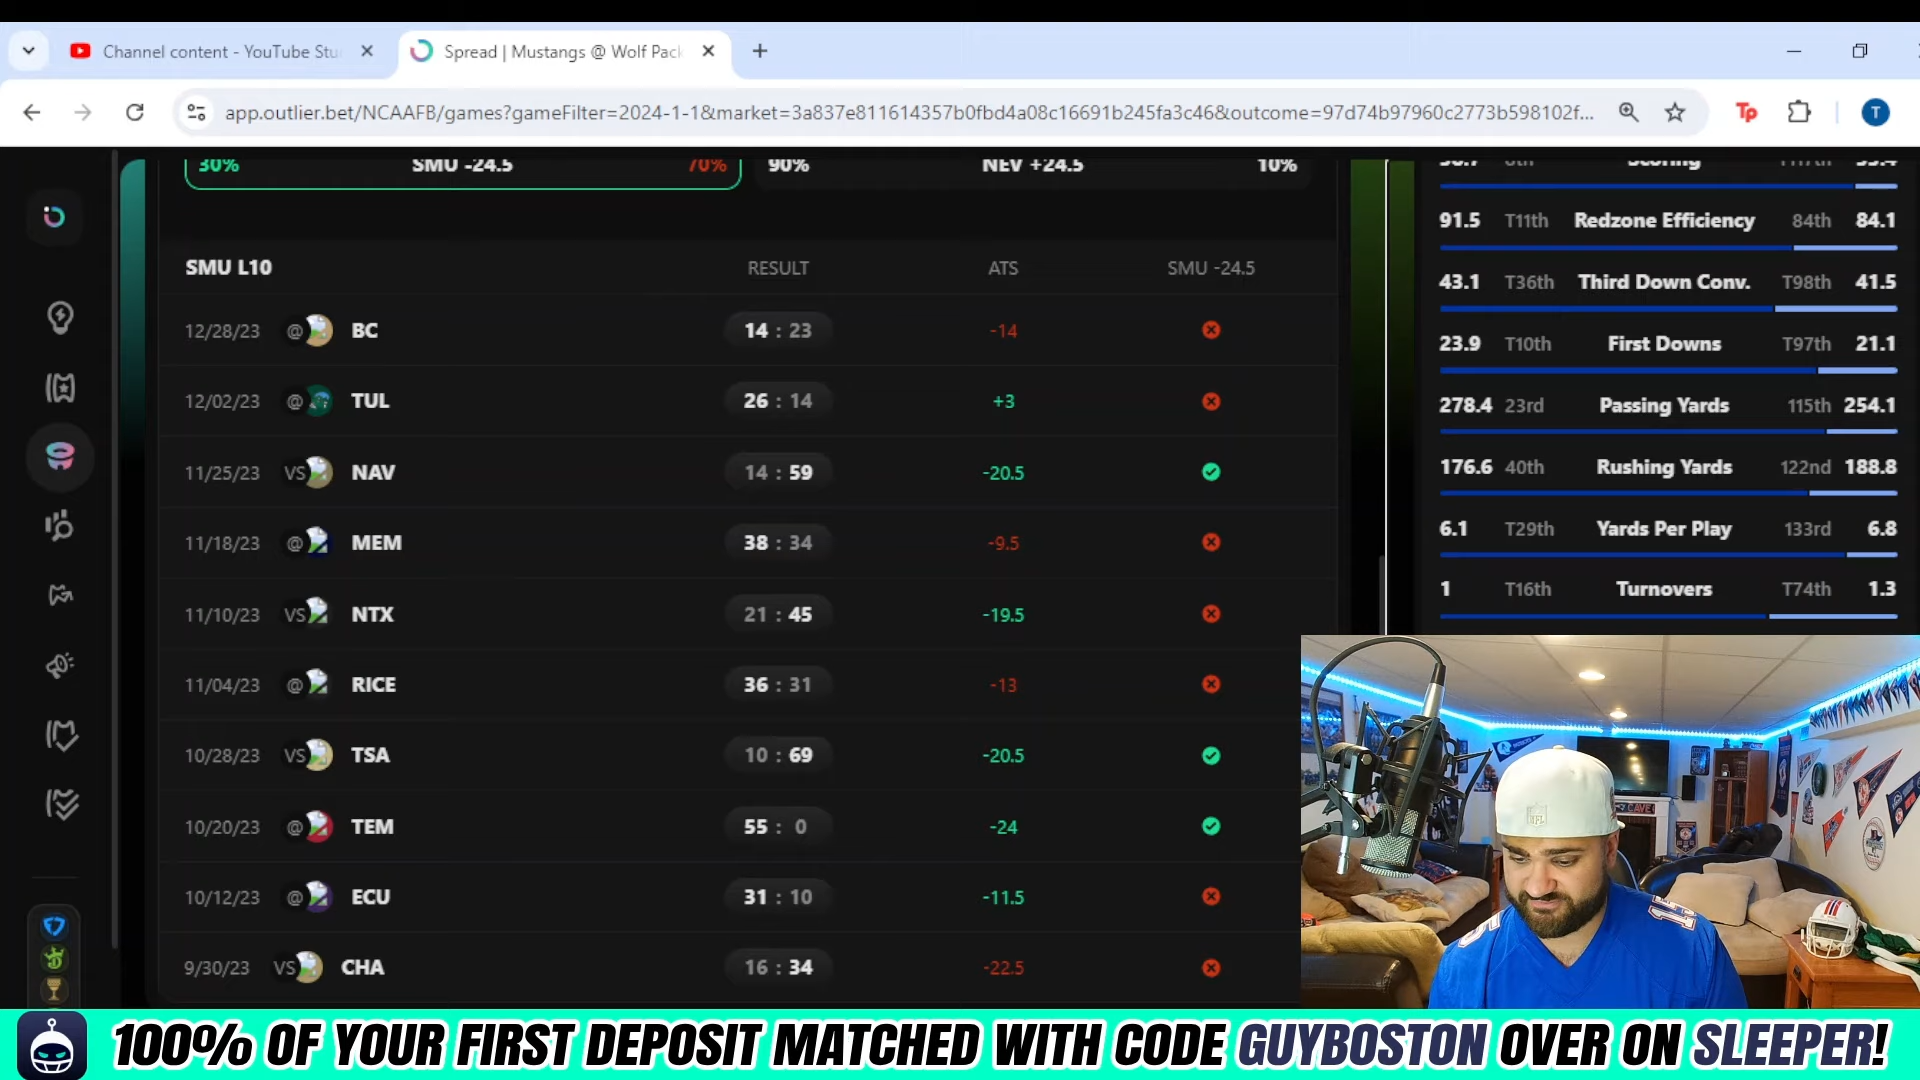 Channel content - YouTube Stu
Spread | Mustangs @ Wolf Pack
app.outlier.bet/NCAAFB/games?gameFilter=2024-1-1&market=3a837e811614357b0fbd4a08c16691b245fa3c46&outcome=97d74b97960c2773b598102f...
Tp
T
30% SMU -24.5 70% 90% NEV +24.5 10%
SMU L10 RESULT ATS SMU -24.5
12/28/23 @ BC 14 : 23 -14
12/02/23 @ TUL 26 : 14 +3
11/25/23 VS NAV 14 : 59 -20.5
11/18/23 @ MEM 38 : 34 -9.5
11/10/23 VS NTX 21 : 45 -19.5
11/04/23 @ RICE 36 : 31 -13
10/28/23 VS TSA 10 : 69 -20.5
10/20/23 @ TEM 55 : 0 -24
10/12/23 @ ECU 31 : 10 -11.5
9/30/23 VS CHA 16 : 34 -22.5
Scoring
91.5 T11th Redzone Efficiency 84th 84.1
43.1 T36th Third Down Conv. T98th 41.5
23.9 T10th First Downs T97th 21.1
278.4 23rd Passing Yards 115th 254.1
176.6 40th Rushing Yards 122nd 188.8
6.1 T29th Yards Per Play 133rd 6.8
1 T16th Turnovers T74th 1.3
CAVE
NFL
15
100% OF YOUR FIRST DEPOSIT MATCHED WITH CODE GUYBOSTON OVER ON SLEEPER!